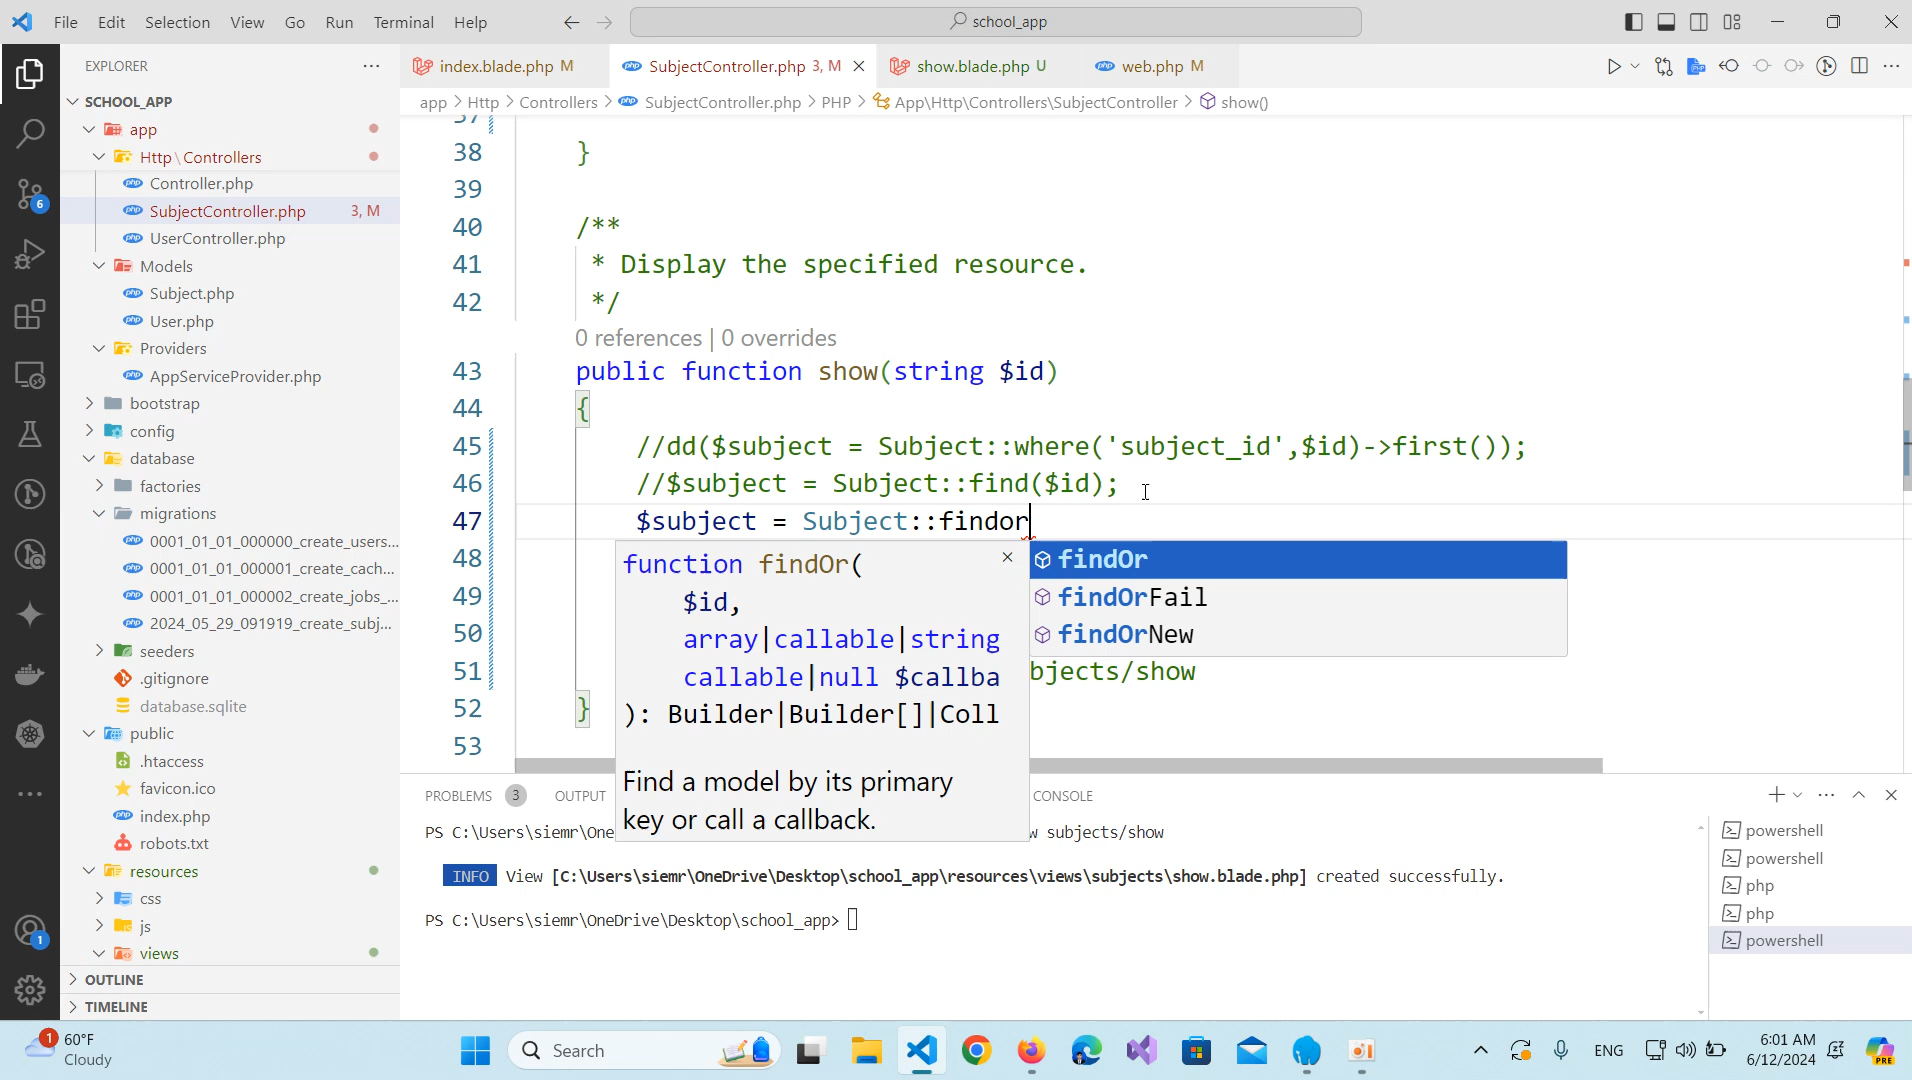 File Edit Selection View Go Run Terminal Help
school_app
EXPLORER
index.blade.php M
SubjectController.php 3, M
show.blade.php U
web.php M
app > Http > Controllers > SubjectController.php > PHP > App\Http\Controllers\SubjectController > show()
SCHOOL_APP
app
Http\Controllers
Controller.php
SubjectController.php 3, M
UserController.php
Models
Subject.php
User.php
Providers
AppServiceProvider.php
bootstrap
config
database
factories
migrations
0001_01_01_000000_create_users...
0001_01_01_000001_create_cach...
0001_01_01_000002_create_jobs_...
2024_05_29_091919_create_subj...
seeders
.gitignore
database.sqlite
public
.htaccess
favicon.ico
index.php
robots.txt
resources
css
js
views
OUTLINE
TIMELINE
37
38 }
39
40 /**
41 * Display the specified resource.
42 */
0 references | 0 overrides
43 public function show(string $id)
44 {
45 //dd($subject = Subject::where('subject_id',$id)->first());
46 //$subject = Subject::find($id);
47 $subject = Subject::findor
48
49
50
51 bjects/show
52 }
53
function findOr(
$id,
array|callable|string
callable|null $callba
): Builder|Builder[]|Coll
Find a model by its primary
key or call a callback.
findOr
findOrFail
findOrNew
PROBLEMS 3 OUTPUT CONSOLE
PS C:\Users\siemr\One w subjects/show
INFO View [C:\Users\siemr\OneDrive\Desktop\school_app\resources\views\subjects\show.blade.php] created successfully.
PS C:\Users\siemr\OneDrive\Desktop\school_app>
powershell
powershell
php
php
powershell
6
1
1
60°F
Cloudy
Search
ENG
6:01 AM
6/12/2024
PRE